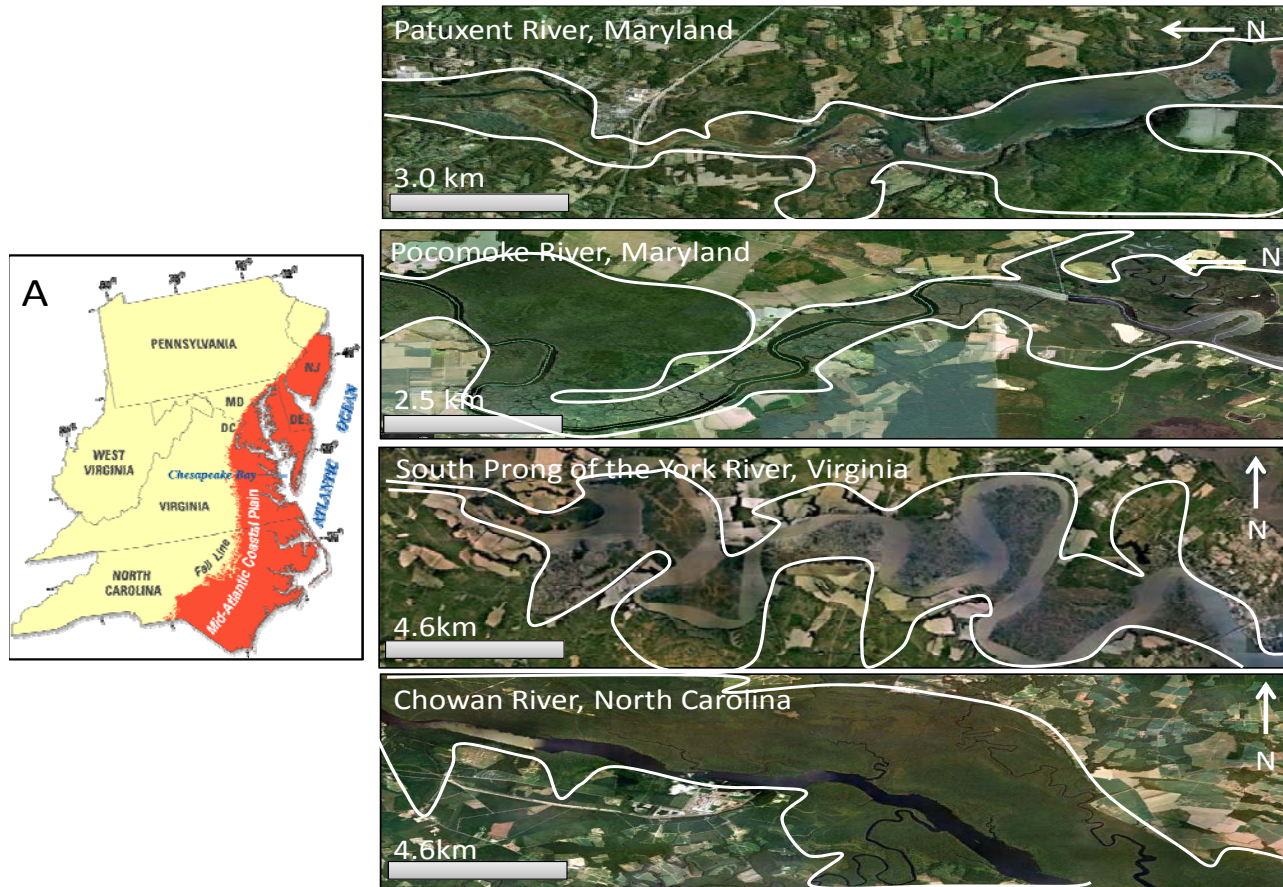 Patuxent River, Maryland
N
3.0 km
Pocomoke River, Maryland
N
2.5 km
A
PENNSYLVANIA
NJ
MD
DE
DC
WEST
VIRGINIA
Chesapeake Bay
VIRGINIA
ATLANTIC OCEAN
Fall Line
Mid-Atlantic Coastal Plain
NORTH
CAROLINA
South Prong of the York River, Virginia
N
4.6km
Chowan River, North Carolina
N
4.6km